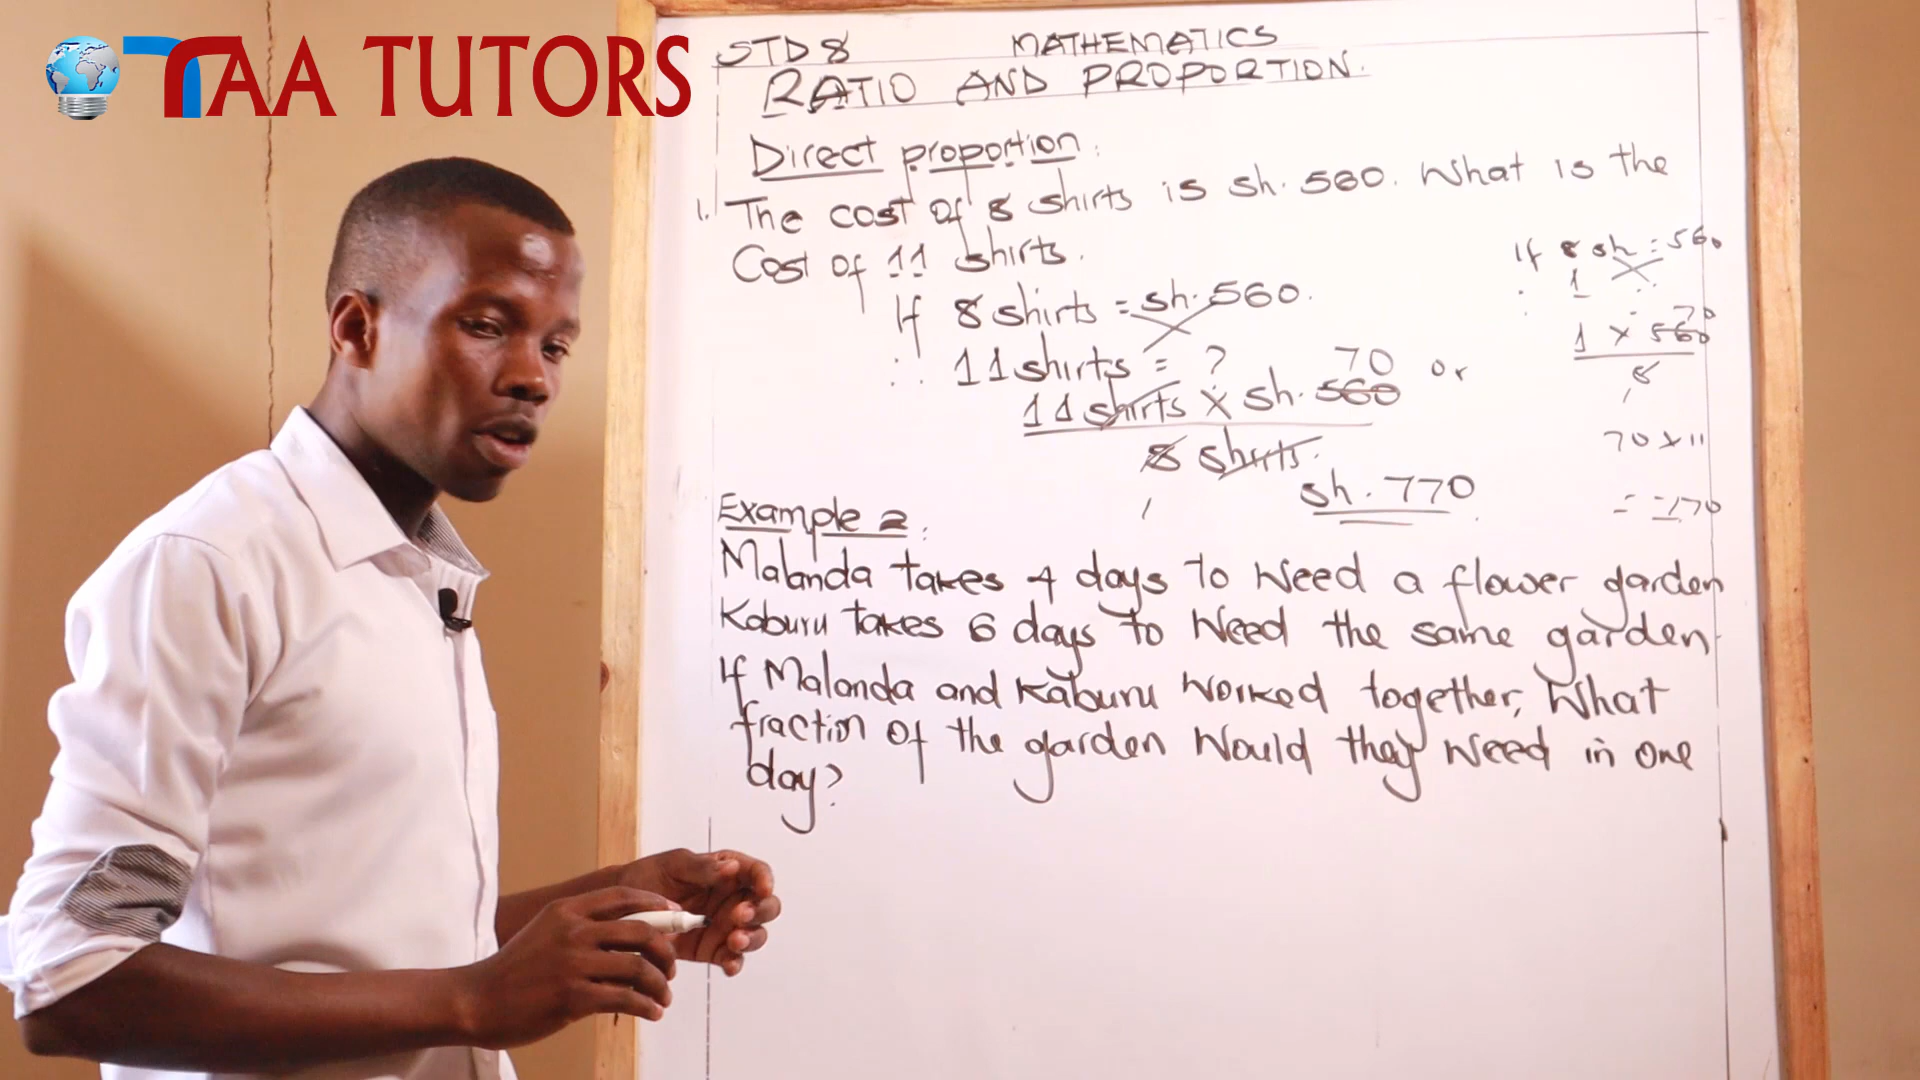 TAA TUTORS
STD 8 MATHEMATICS
RATIO AND PROPORTION.
Direct proportion:
1. The cost of 8 shirts is sh. 560. What is the
Cost of 11 shirts.
If 8 shirts = sh. 560.
∴ 11 shirts = ?
70
11 shirts × sh. 560
8 shirts.
1
sh. 770
or
If 8 sh = 560
1
70
1 × 560
8
1
70 × 11
= 770
Example 2:
Malanda takes 4 days to weed a flower garden
Kaburu takes 6 days to weed the same garden
If Malanda and Kaburu worked together, What
fraction of the garden would they weed in one
day?